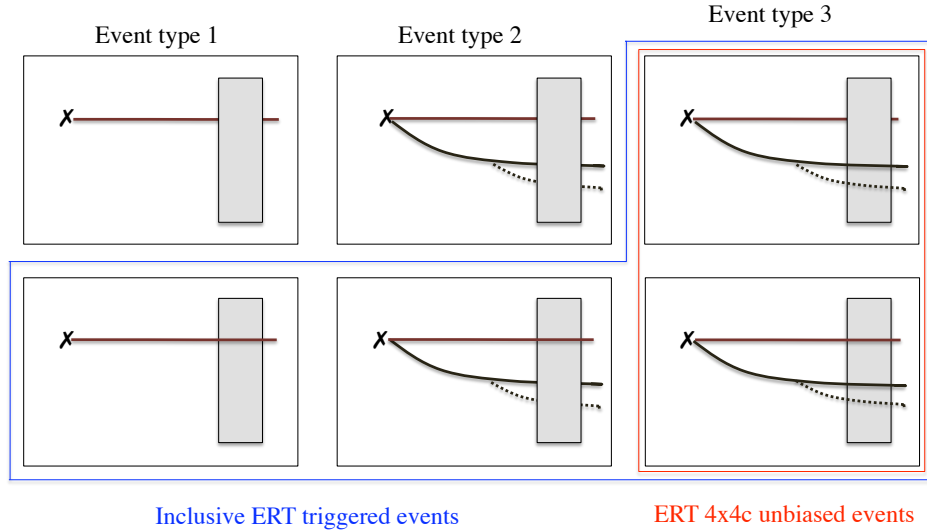 Event type 1
Event type 2
Event type 3
X
X
X
X
X
X
Inclusive ERT triggered events
ERT 4x4c unbiased events